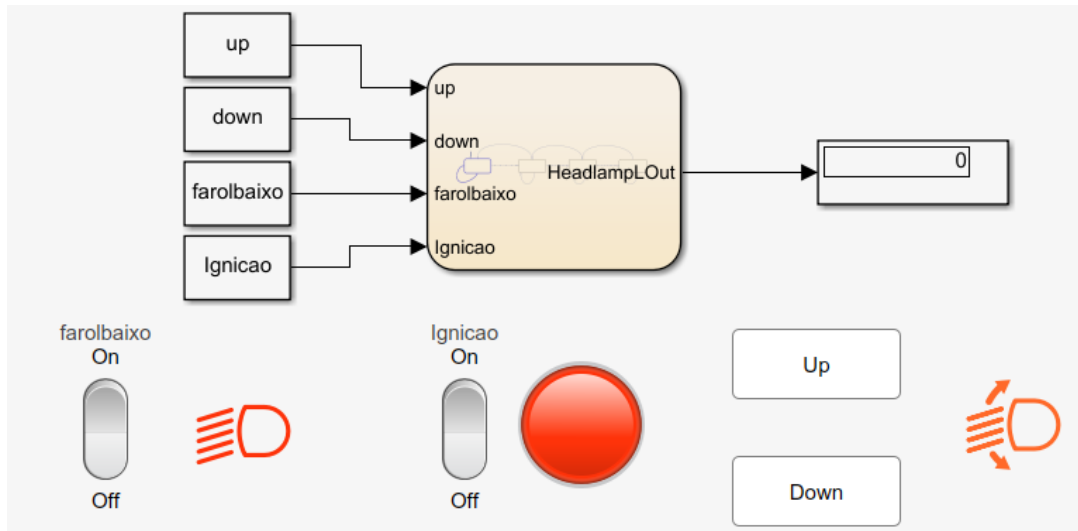 up
down
farolbaixo
Ignicao
up
down
farolbaixo
Ignicao
HeadlampLOut
0
farolbaixo
On
Off
Ignicao
On
Off
Up
Down